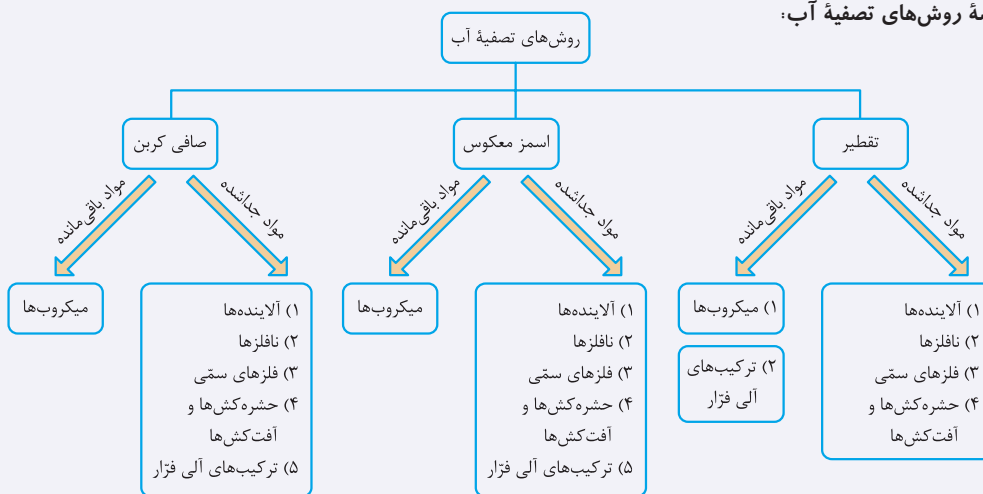 روش‌های تصفیهٔ آب:
روش‌های تصفیهٔ آب
تقطیر
مواد جداشده
مواد باقی‌مانده
۱) آلاینده‌ها
۲) نافلزها
۳) فلزهای سمّی
۴) حشره‌کش‌ها و
آفت‌کش‌ها
۱) میکروب‌ها
۲) ترکیب‌های
آلی فرّار
اسمز معکوس
مواد جداشده
مواد باقی‌مانده
۱) آلاینده‌ها
۲) نافلزها
۳) فلزهای سمّی
۴) حشره‌کش‌ها و
آفت‌کش‌ها
۵) ترکیب‌های آلی فرّار
میکروب‌ها
صافی کربن
مواد جداشده
مواد باقی‌مانده
۱) آلاینده‌ها
۲) نافلزها
۳) فلزهای سمّی
۴) حشره‌کش‌ها و
آفت‌کش‌ها
۵) ترکیب‌های آلی فرّار
میکروب‌ها